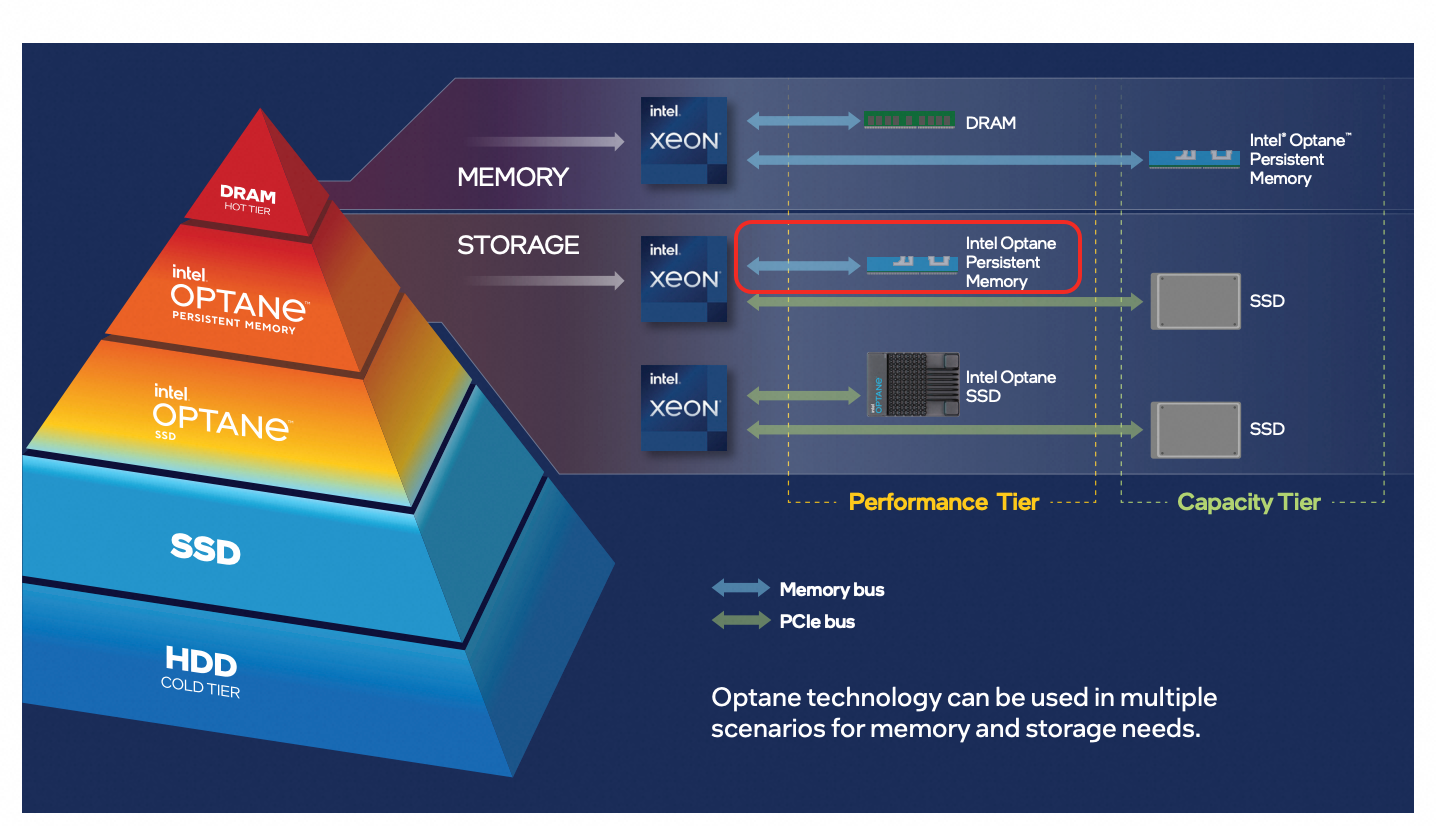 DRAM
HOT TIER
intel.
OPTANE™
PERSISTENT MEMORY
intel.
OPTANE™
SSD
SSD
HDD
COLD TIER
MEMORY
intel.
xeon®
DRAM
Intel® Optane™
Persistent
Memory
STORAGE
intel.
xeon®
Intel Optane
Persistent
Memory
SSD
intel.
xeon®
intel
OPTANE
Intel Optane
SSD
SSD
Performance Tier
Capacity Tier
Memory bus
PCIe bus
Optane technology can be used in multiple
scenarios for memory and storage needs.